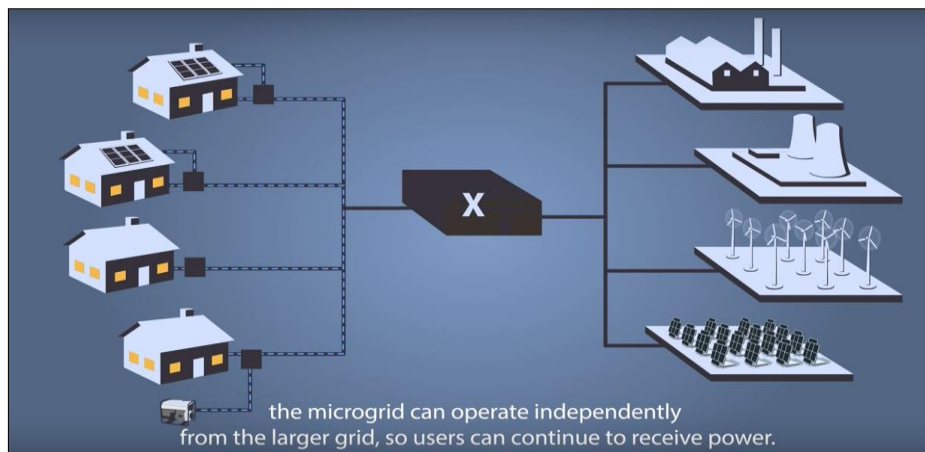 X
the microgrid can operate independently
from the larger grid, so users can continue to receive power.